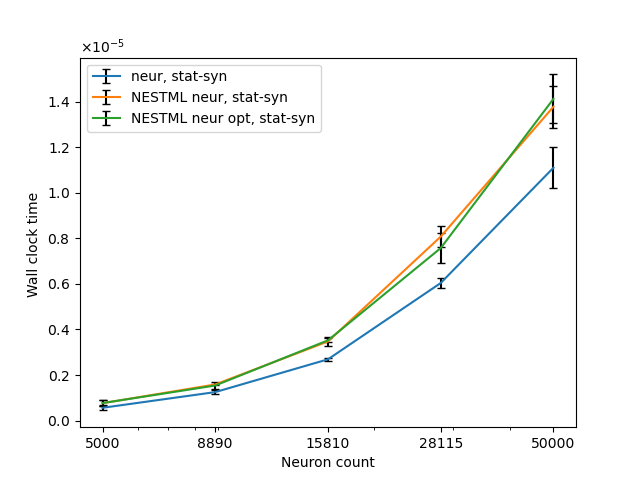 ×10⁻⁵
neur, stat-syn
NESTML neur, stat-syn
NESTML neur opt, stat-syn
1.4
1.2
1.0
0.8
0.6
0.4
0.2
0.0
Wall clock time
5000 8890 15810 28115 50000
Neuron count